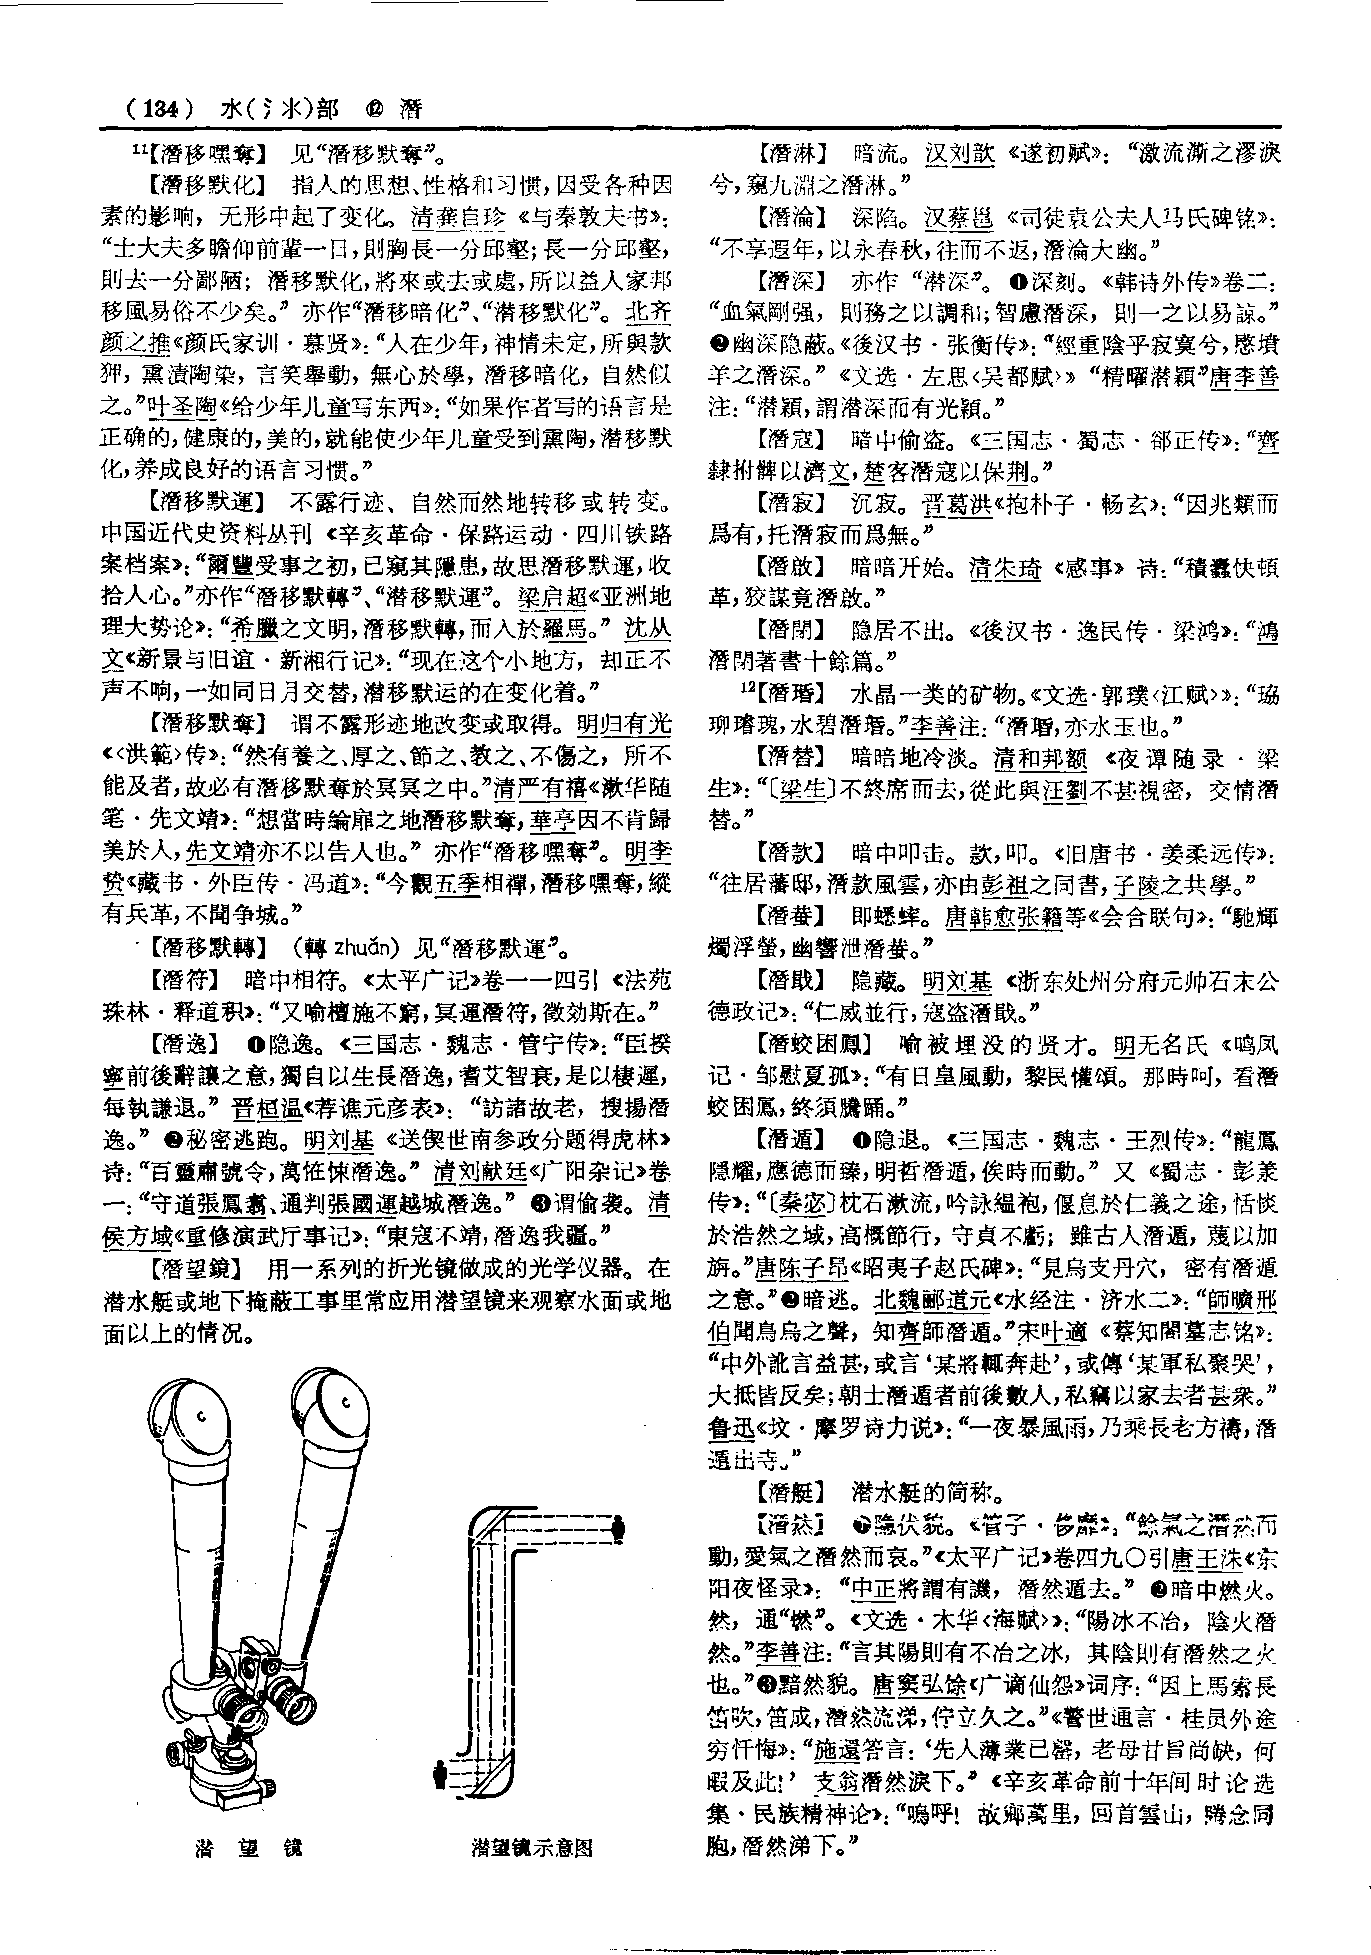 (134) 水(氵氺)部 ⑫ 潛
11【潛移嘿奪】 见“潛移默奪”。
【潛移默化】 指人的思想、性格和习惯，因受各种因
素的影响，无形中起了变化。清龚自珍《与秦敦夫书》：
“士大夫多瞻仰前輩一日，則胸長一分邱壑；長一分邱壑，
則去一分鄙陋；潛移默化，將來或去或處，所以益人家邦
移風易俗不少矣。”亦作“潛移暗化”、“潜移默化”。北齐
颜之推《颜氏家训·慕贤》：“人在少年，神情未定，所與款
狎，熏漬陶染，言笑舉動，無心於學，潛移暗化，自然似
之。”叶圣陶《给少年儿童写东西》：“如果作者写的语言是
正确的，健康的，美的，就能使少年儿童受到熏陶，潜移默
化，养成良好的语言习惯。”
【潛移默運】 不露行迹、自然而然地转移或转变。
中国近代史资料丛刊《辛亥革命·保路运动·四川铁路
案档案》：“爾豐受事之初，已窺其隱患，故思潛移默運，收
拾人心。”亦作“潛移默轉”、“潜移默運”。梁启超《亚洲地
理大势论》：“希臘之文明，潛移默轉，而入於羅馬。”沈从
文《新景与旧谊·新湘行记》：“现在这个小地方，却正不
声不响，一如同日月交替，潜移默运的在变化着。”
【潛移默奪】 谓不露形迹地改变或取得。明归有光
《〈洪範〉传》：“然有養之、厚之、節之、教之、不傷之，所不
能及者，故必有潛移默奪於冥冥之中。”清严有禧《漱华随
笔·先文靖》：“想當時綸扉之地潛移默奪，華亭因不肯歸
美於人，先文靖亦不以告人也。”亦作“潛移嘿奪”。明李
贽《藏书·外臣传·冯道》：“今觀五季相禪，潛移嘿奪，縱
有兵革，不聞争城。”
【潛移默轉】 （轉 zhuǎn）见“潛移默運”。
【潛符】 暗中相符。《太平广记》卷一一四引《法苑
珠林·释道积》：“又喻檀施不窮，冥運潛符，徵効斯在。”
【潛逸】 ❶隐逸。《三国志·魏志·管宁传》：“臣揆
寧前後辭讓之意，獨自以生長潛逸，耆艾智衰，是以棲遲，
每執謙退。”晋桓温《荐谯元彦表》：“訪諸故老，搜揚潛
逸。”❷秘密逃跑。明刘基《送偰世南参政分题得虎林》
诗：“百靈肅號令，萬恠悚潛逸。”清刘献廷《广阳杂记》卷
一：“守道張鳳翥、通判張國運越城潛逸。”❸谓偷袭。清
侯方域《重修演武厅事记》：“東寇不靖，潛逸我疆。”
【潛望鏡】 用一系列的折光镜做成的光学仪器。在
潜水艇或地下掩蔽工事里常应用潜望镜来观察水面或地
面以上的情况。
潜望镜
潜望镜示意图
【潛淋】 暗流。汉刘歆《遂初赋》：“激流澌之漻淚
兮，窺九淵之潛淋。”
【潛淪】 深陷。汉蔡邕《司徒袁公夫人马氏碑铭》：
“不享遐年，以永春秋，往而不返，潛淪大幽。”
【潛深】 亦作“潜深”。❶深刻。《韩诗外传》卷二：
“血氣剛强，則務之以調和；智慮潛深，則一之以易諒。”
❷幽深隐蔽。《後汉书·张衡传》：“經重陰乎寂寞兮，愍墳
羊之潛深。”《文选·左思〈吴都赋〉》“精曜潜穎”唐李善
注：“潜穎，謂潜深而有光穎。”
【潛寇】 暗中偷盗。《三国志·蜀志·郤正传》：“齊
隸拊髀以濟文，楚客潛寇以保荆。”
【潛寂】 沉寂。晋葛洪《抱朴子·畅玄》：“因兆類而
爲有，托潛寂而爲無。”
【潛啟】 暗暗开始。清朱琦《感事》诗：“積蠹快頓
革，狡謀竟潛啟。”
【潛閉】 隐居不出。《後汉书·逸民传·梁鸿》：“鴻
潛閉著書十餘篇。”
12【潛㻛】 水晶一类的矿物。《文选·郭璞〈江赋〉》：“珕
珋璿瑰，水碧潛㻛。”李善注：“潛㻛，亦水玉也。”
【潛替】 暗暗地冷淡。清和邦额《夜谭随录·梁
生》：“〔梁生〕不終席而去，從此與汪劉不甚視密，交情潛
替。”
【潛款】 暗中叩击。款，叩。《旧唐书·姜柔远传》：
“往居藩邸，潛款風雲，亦由彭祖之同書，子陵之共學。”
【潛蛬】 即蟋蟀。唐韩愈张籍等《会合联句》：“馳輝
燭浮螢，幽響泄潛蛬。”
【潛戢】 隐藏。明刘基《浙东处州分府元帅石末公
德政记》：“仁威並行，寇盗潛戢。”
【潛蛟困鳳】 喻被埋没的贤才。明无名氏《鸣凤
记·邹慰夏孤》：“有日皇風動，黎民懽頌。那時呵，看潛
蛟困鳳，終須騰踊。”
【潛遁】 ❶隐退。《三国志·魏志·王烈传》：“龍鳳
隱耀，應德而臻，明哲潛遁，俟時而動。”又《蜀志·彭羕
传》：“〔秦宓〕枕石漱流，吟詠緼袍，偃息於仁義之途，恬惔
於浩然之域，高概節行，守貞不虧；雖古人潛遁，蔑以加
旃。”唐陈子昂《昭夷子赵氏碑》：“見烏支丹穴，密有潛遁
之意。”❷暗逃。北魏郦道元《水经注·济水二》：“師曠邢
伯聞鳥烏之聲，知齊師潛遁。”宋叶適《蔡知閤墓志铭》：
“中外訛言益甚，或言‘某將輒奔赴’，或傳‘某軍私聚哭’，
大抵皆反矣；朝士潛遁者前後數人，私竊以家去者甚衆。”
鲁迅《坟·摩罗诗力说》：“一夜暴風雨，乃乘長老方禱，潛
遁出寺。”
【潛艇】 潜水艇的简称。
【潛然】 ❶隐伏貌。《管子·侈靡》：“餘氣之潛然而
動，愛氣之潛然而哀。”《太平广记》卷四九〇引唐王洙《东
阳夜怪录》：“中正將謂有譏，潛然遁去。”❷暗中燃火。
然，通“燃”。《文选·木华〈海赋〉》：“陽冰不冶，陰火潛
然。”李善注：“言其陽則有不冶之冰，其陰則有潛然之火
也。”❸黯然貌。唐窦弘馀《广谪仙怨》词序：“因上馬索長
笛吹，笛成，潛然流涕，佇立久之。”《警世通言·桂员外途
穷忏悔》：“施還答言：‘先人薄業已罄，老母甘旨尚缺，何
暇及此！’支翁潛然淚下。”《辛亥革命前十年间时论选
集·民族精神论》：“嗚呼！故鄉萬里，回首雲山，睠念同
胞，潛然涕下。”